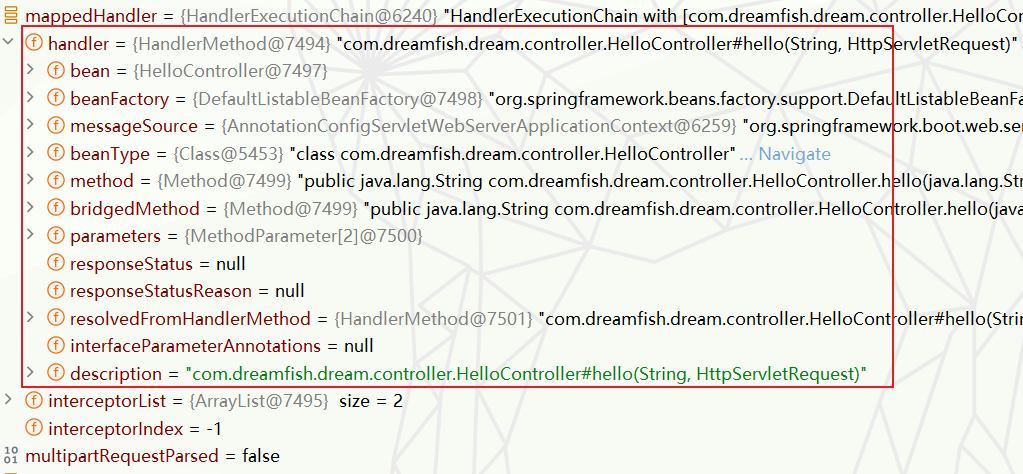 mappedHandler = {HandlerExecutionChain@6240} "HandlerExecutionChain with [com.dreamfish.dream.controller.HelloCon
handler = {HandlerMethod@7494} "com.dreamfish.dream.controller.HelloController#hello(String, HttpServletRequest)"
bean = {HelloController@7497}
beanFactory = {DefaultListableBeanFactory@7498} "org.springframework.beans.factory.support.DefaultListableBeanFa
messageSource = {AnnotationConfigServletWebServerApplicationContext@6259} "org.springframework.boot.web.ser
beanType = {Class@5453} "class com.dreamfish.dream.controller.HelloController" ... Navigate
method = {Method@7499} "public java.lang.String com.dreamfish.dream.controller.HelloController.hello(java.lang.Str
bridgedMethod = {Method@7499} "public java.lang.String com.dreamfish.dream.controller.HelloController.hello(java
parameters = {MethodParameter[2]@7500}
responseStatus = null
responseStatusReason = null
resolvedFromHandlerMethod = {HandlerMethod@7501} "com.dreamfish.dream.controller.HelloController#hello(Strin
interfaceParameterAnnotations = null
description = "com.dreamfish.dream.controller.HelloController#hello(String, HttpServletRequest)"
interceptorList = {ArrayList@7495} size = 2
interceptorIndex = -1
multipartRequestParsed = false